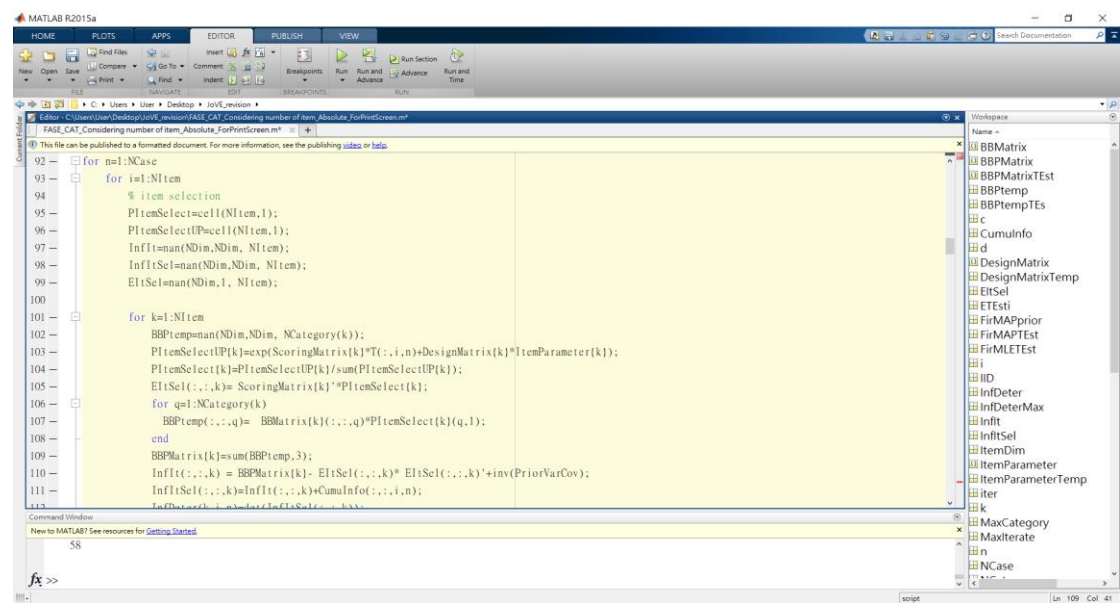 MATLAB R2015a
HOME PLOTS APPS EDITOR PUBLISH VIEW
Search Documentation
New Open Save Find Files Compare Print Go To Find Insert Comment Indent fx Breakpoints Run Run and Advance Run Section Advance Run and Time
FILE NAVIGATE EDIT BREAKPOINTS RUN
C: Users User Desktop JoVE_revision
Current Folder
Editor - C:\Users\User\Desktop\JoVE_revision\FASE_CAT_Considering number of item_Absolute_ForPrintScreen.m*
FASE_CAT_Considering number of item_Absolute_ForPrintScreen.m*
This file can be published to a formatted document. For more information, see the publishing video or help.
92 for n=1:NCase
93 for i=1:NItem
94 % item selection
95 PItemSelect=cell(NItem,1);
96 PItemSelectUP=cell(NItem,1);
97 InfIt=nan(NDim,NDim, NItem);
98 InfItSel=nan(NDim,NDim, NItem);
99 EItSel=nan(NDim,1, NItem);
100
101 for k=1:NItem
102 BBPtemp=nan(NDim,NDim, NCategory(k));
103 PItemSelectUP{k}=exp(ScoringMatrix{k}*T(:,i,n)+DesignMatrix{k}*ItemParameter{k});
104 PItemSelect{k}=PItemSelectUP{k}/sum(PItemSelectUP{k});
105 EItSel(:,:,k)= ScoringMatrix{k}'*PItemSelect{k};
106 for q=1:NCategory(k)
107 BBPtemp(:,:,q)= BBMatrix{k}(:,:,q)*PItemSelect{k}(q,1);
108 end
109 BBPMatrix{k}=sum(BBPtemp,3);
110 InfIt(:,:,k) = BBPMatrix{k}- EItSel(:,:,k)* EItSel(:,:,k)'+inv(PriorVarCov);
111 InfItSel(:,:,k)=InfIt(:,:,k)+CumuInfo(:,:,i,n);
112 InfDeter(k,i,n)=det(InfItSel(:,:,k));
Command Window
New to MATLAB? See resources for Getting Started.
58
fx >>
Workspace
Name
BBMatrix
BBPMatrix
BBPMatrixTEst
BBPtemp
BBPtempTEs
c
CumuInfo
d
DesignMatrix
DesignMatrixTemp
EItSel
ETEsti
FirMAPprior
FirMAPTEst
FirMLETEst
i
IID
InfDeter
InfDeterMax
InfIt
InfItSel
ItemDim
ItemParameter
ItemParameterTemp
iter
k
MaxCategory
MaxIterate
n
NCase
script Ln 109 Col 41